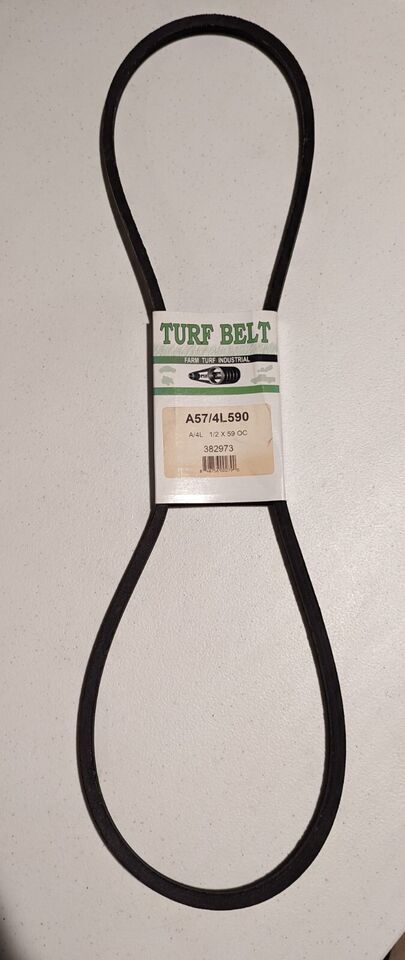 TURF BELT
FARM TURF INDUSTRIAL
A57/4L590
A/4L 1/2 X 59 OC
382973